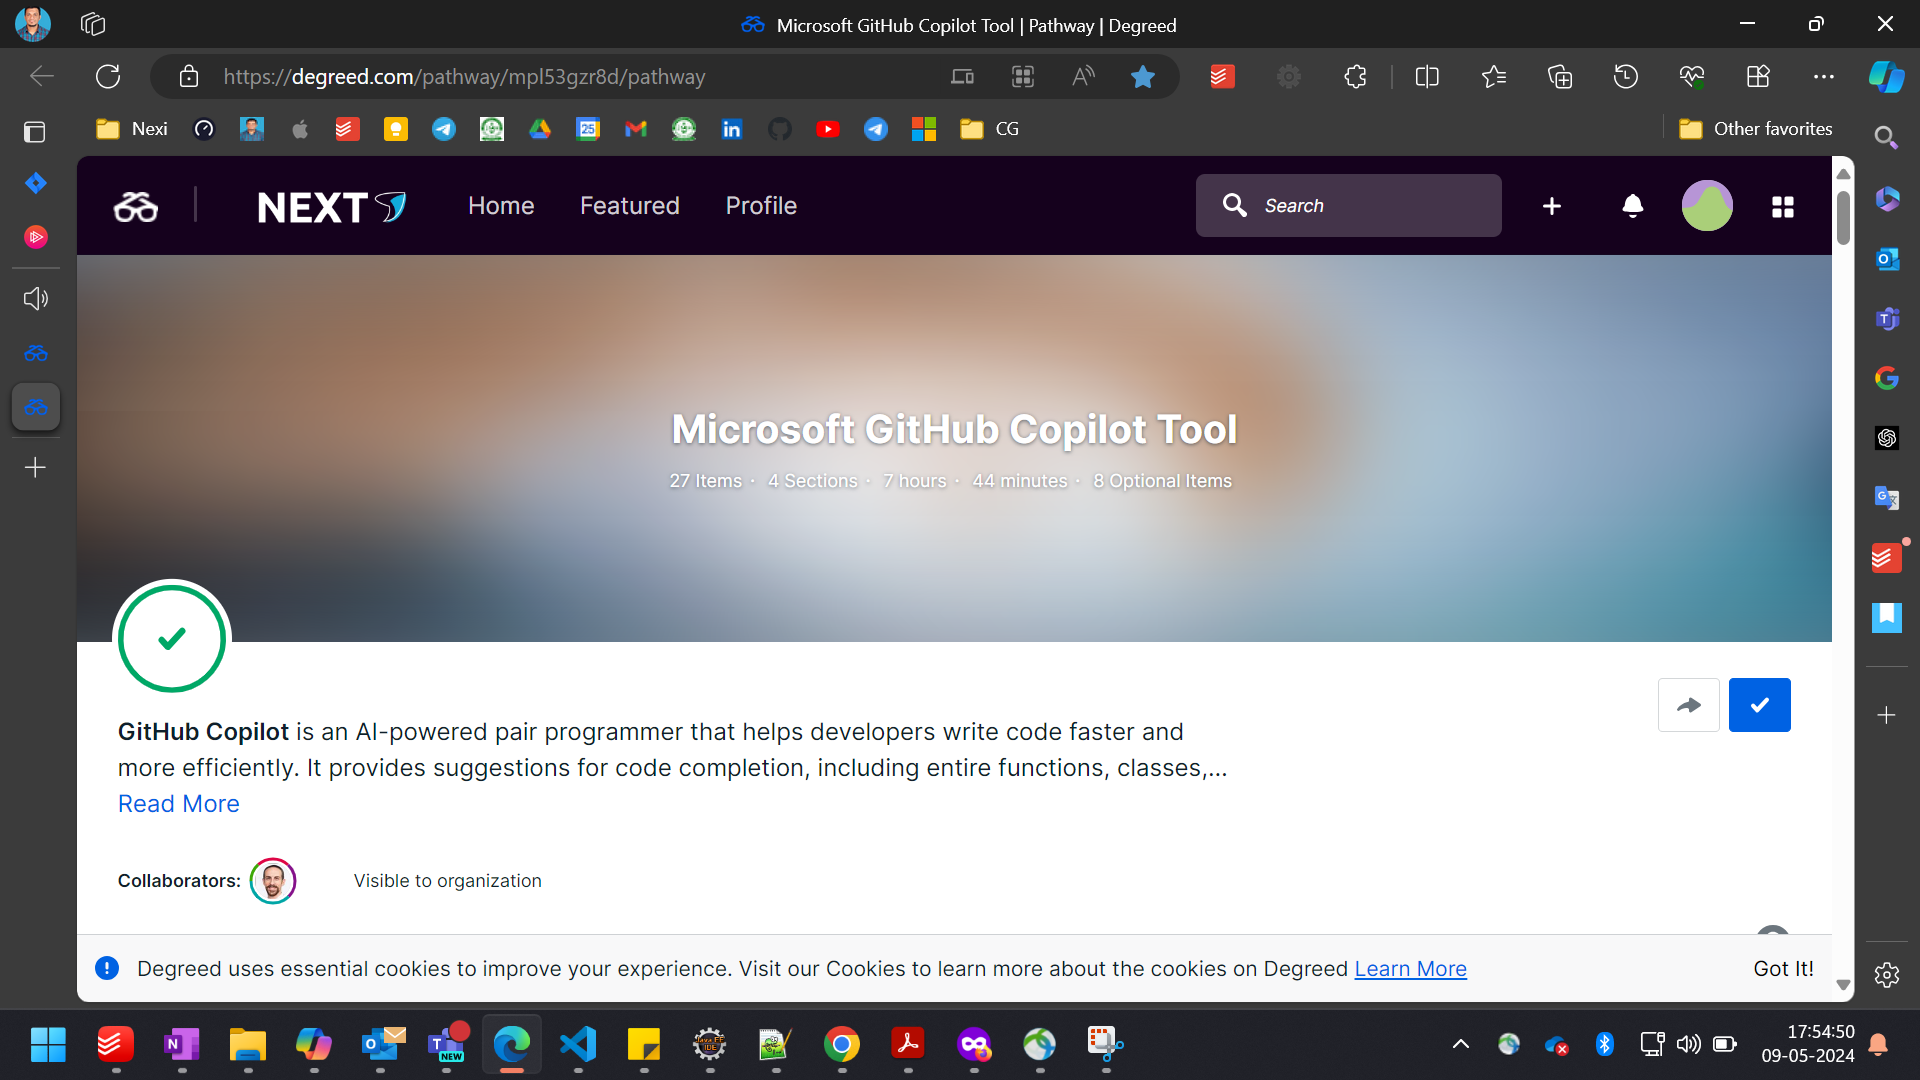 Microsoft GitHub Copilot Tool | Pathway | Degreed
https://degreed.com/pathway/mpl53gzr8d/pathway
Nexi
25
CG
Other favorites
NEXT
Home
Featured
Profile
Search
Microsoft GitHub Copilot Tool
27 Items · 4 Sections · 7 hours · 44 minutes · 8 Optional Items
GitHub Copilot is an AI-powered pair programmer that helps developers write code faster and
more efficiently. It provides suggestions for code completion, including entire functions, classes,...
Read More
Collaborators:
Visible to organization
Degreed uses essential cookies to improve your experience. Visit our Cookies to learn more about the cookies on Degreed Learn More
Got It!
NEW
17:54:50
09-05-2024